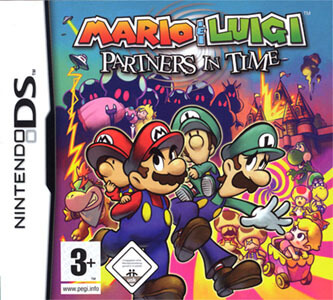 MARIO & LUIGI
PARTNERS IN TIME
NINTENDO DS
3+
www.pegi.info